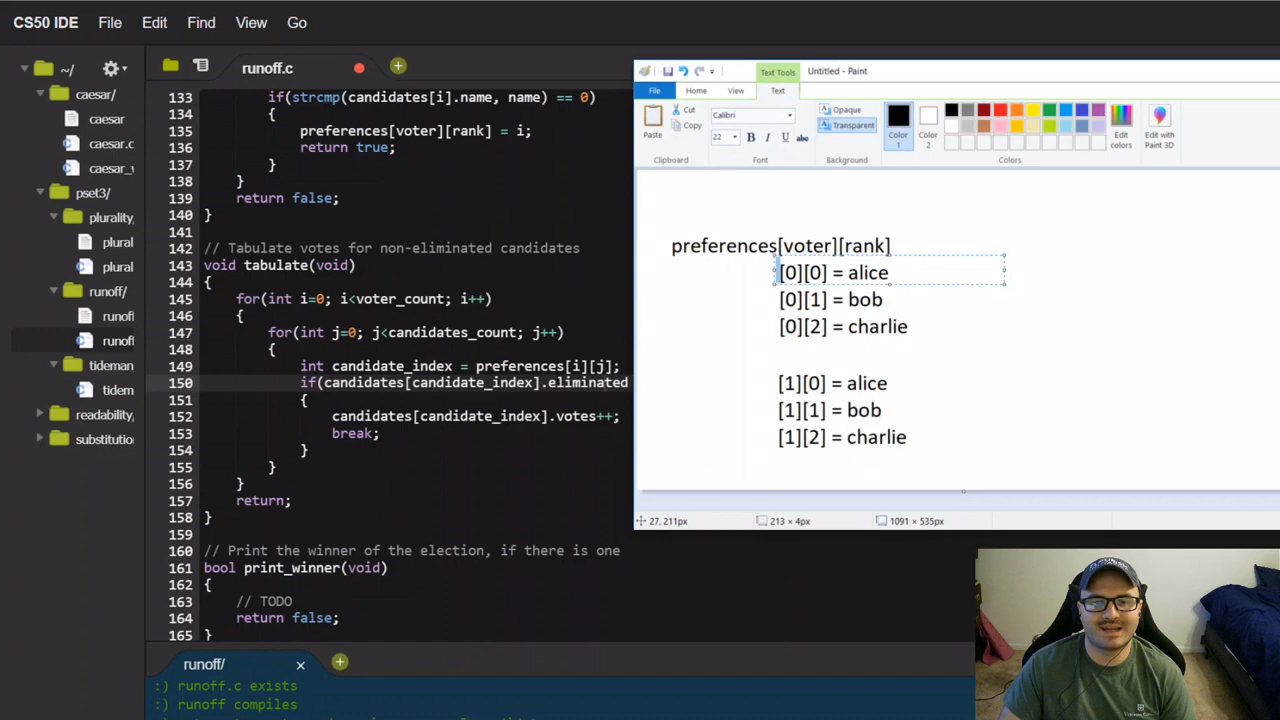 CS50 IDE File Edit Find View Go
~/
caesar/
caesar
caesar.c
caesar_v
pset3/
plurality,
plural
plural
runoff/
runoff
runoff
tideman
tidem
readability,
substitution
runoff.c
133 if(strcmp(candidates[i].name, name) == 0)
134 {
135 preferences[voter][rank] = i;
136 return true;
137 }
138 }
139 return false;
140 }
141
142 // Tabulate votes for non-eliminated candidates
143 void tabulate(void)
144 {
145 for(int i=0; i<voter_count; i++)
146 {
147 for(int j=0; j<candidates_count; j++)
148 {
149 int candidate_index = preferences[i][j];
150 if(candidates[candidate_index].eliminated
151 {
152 candidates[candidate_index].votes++;
153 break;
154 }
155 }
156 }
157 return;
158 }
159
160 // Print the winner of the election, if there is one
161 bool print_winner(void)
162 {
163 // TODO
164 return false;
165 }
runoff/
:) runoff.c exists
:) runoff compiles
Text Tools Untitled - Paint
File Home View Text
Paste Cut Copy
Clipboard
Calibri
22 B I U abc
Font
Opaque
Transparent
Background
Color 1
Color 2
Edit colors
Edit with Paint 3D
Colors
preferences[voter][rank]
[0][0] = alice
[0][1] = bob
[0][2] = charlie
[1][0] = alice
[1][1] = bob
[1][2] = charlie
27, 211px 213 × 4px 1091 × 535px